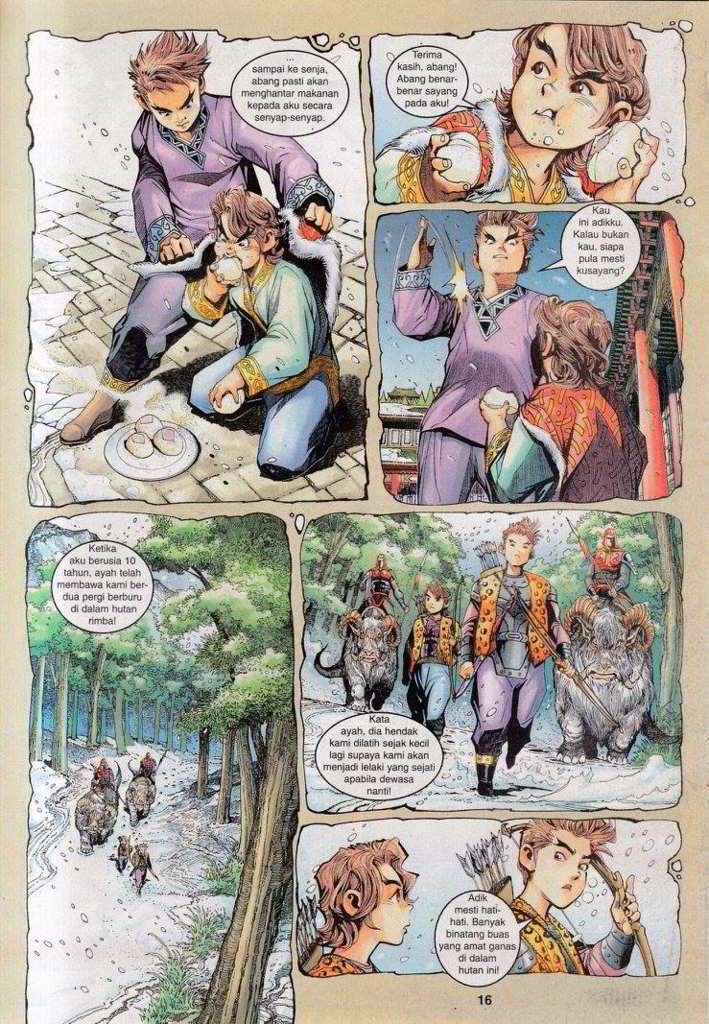 ...
sampai ke senja,
abang pasti akan
menghantar makanan
kepada aku secara
senyap-senyap.
Terima
kasih, abang!
Abang benar-
benar sayang
pada aku!
Kau
ini adikku.
Kalau bukan
kau, siapa
pula mesti
kusayang?
Ketika
aku berusia 10
tahun, ayah telah
membawa kami ber-
dua pergi berburu
di dalam hutan
rimba!
Kata
ayah, dia hendak
kami dilatih sejak kecil
lagi supaya kami akan
menjadi lelaki yang sejati
apabila dewasa
nanti!
Adik
mesti hati-
hati. Banyak
binatang buas
yang amat ganas
di dalam
hutan ini!
16